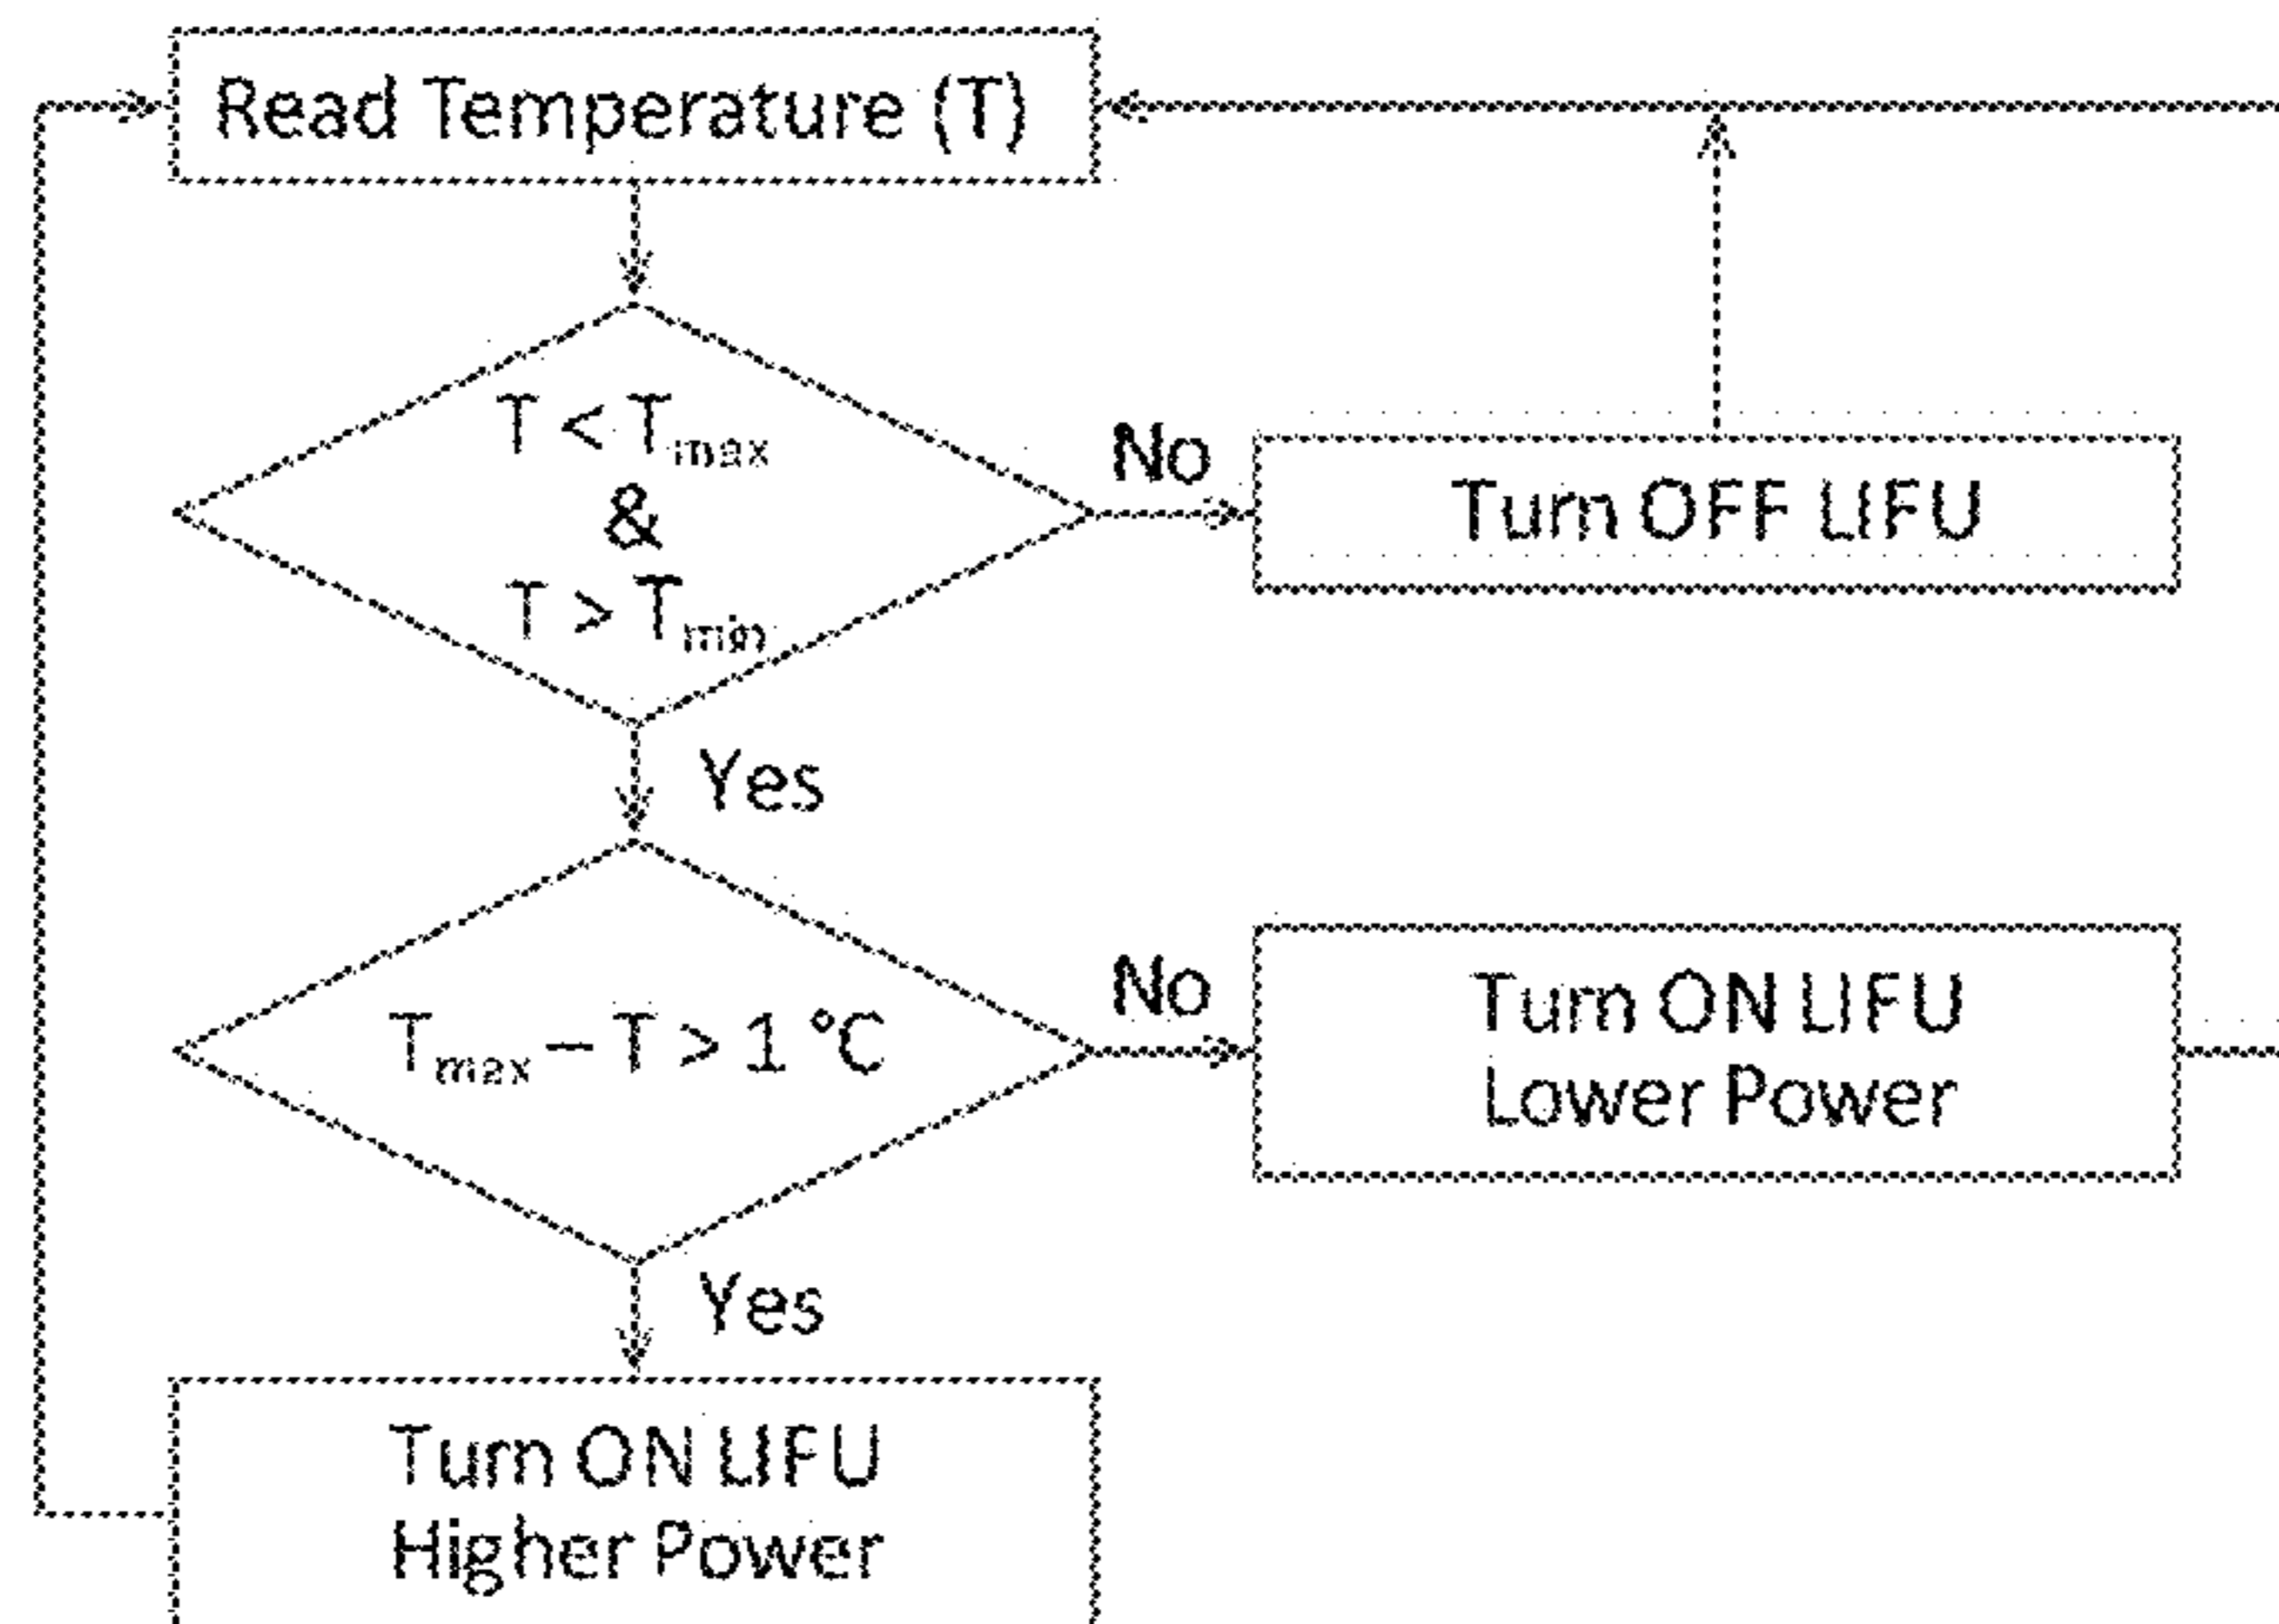 Read Temperature (T)
T < Tmax
&
T > Tmin
No
Turn OFF LIFU
Yes
Tmax – T > 1 °C
No
Turn ON LIFU
Lower Power
Yes
Turn ON LIFU
Higher Power